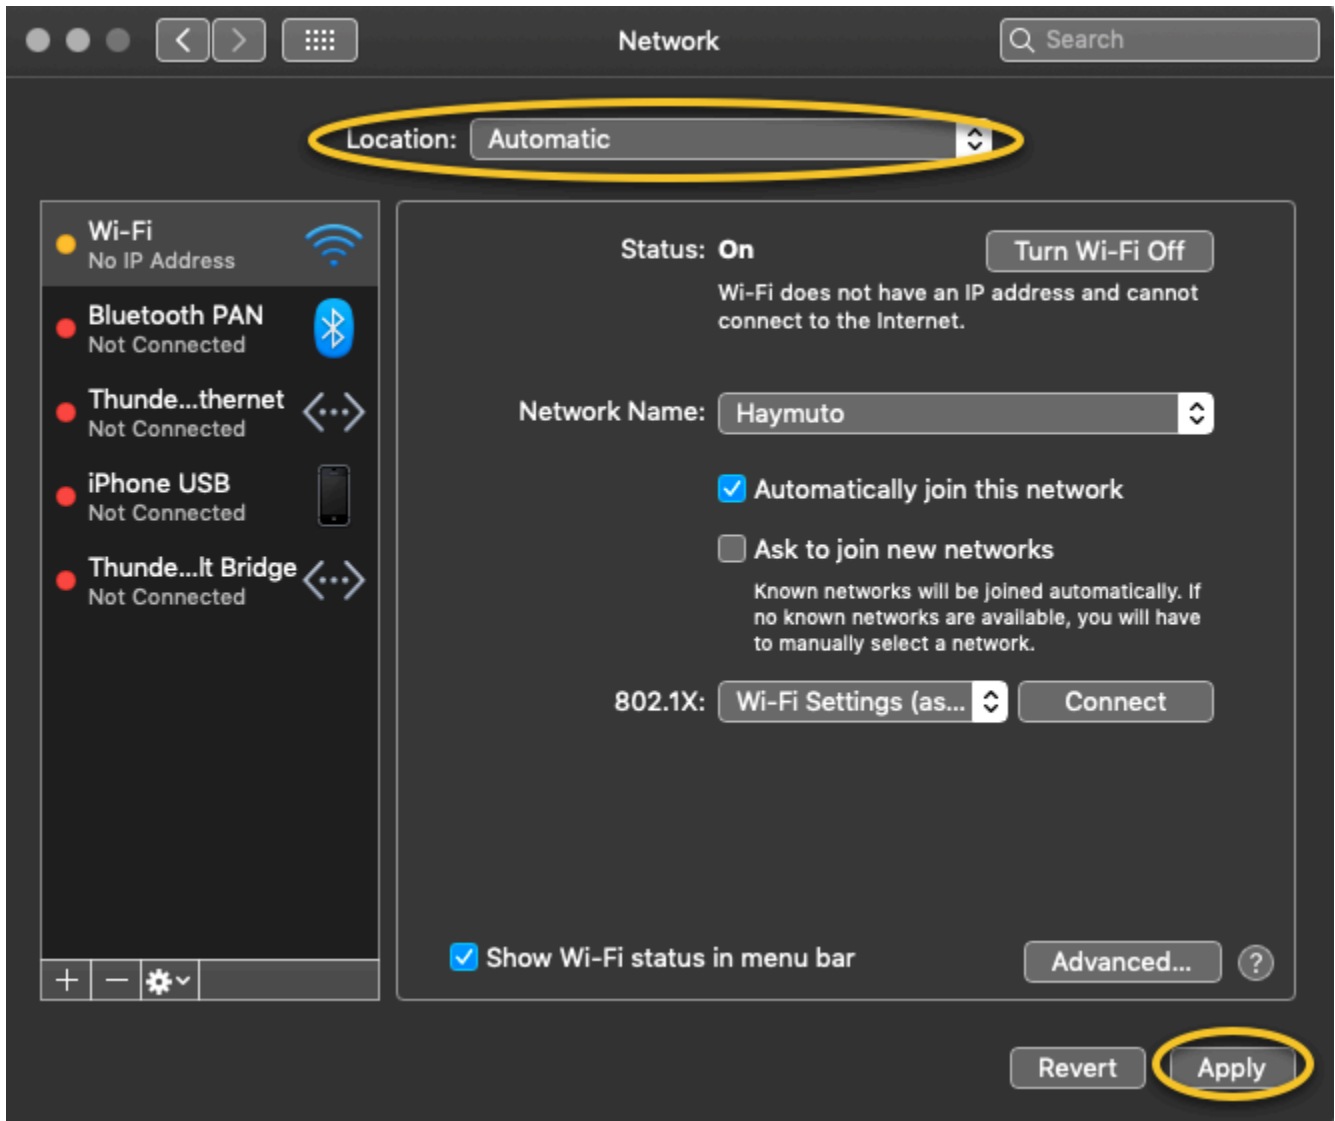 Network
Search
Location: Automatic
Wi-Fi
No IP Address
Bluetooth PAN
Not Connected
Thunde...thernet
Not Connected
iPhone USB
Not Connected
Thunde...lt Bridge
Not Connected
Status: On
Turn Wi-Fi Off
Wi-Fi does not have an IP address and cannot
connect to the Internet.
Network Name: Haymuto
Automatically join this network
Ask to join new networks
Known networks will be joined automatically. If
no known networks are available, you will have
to manually select a network.
802.1X: Wi-Fi Settings (as... Connect
Show Wi-Fi status in menu bar
Advanced... ?
Revert Apply